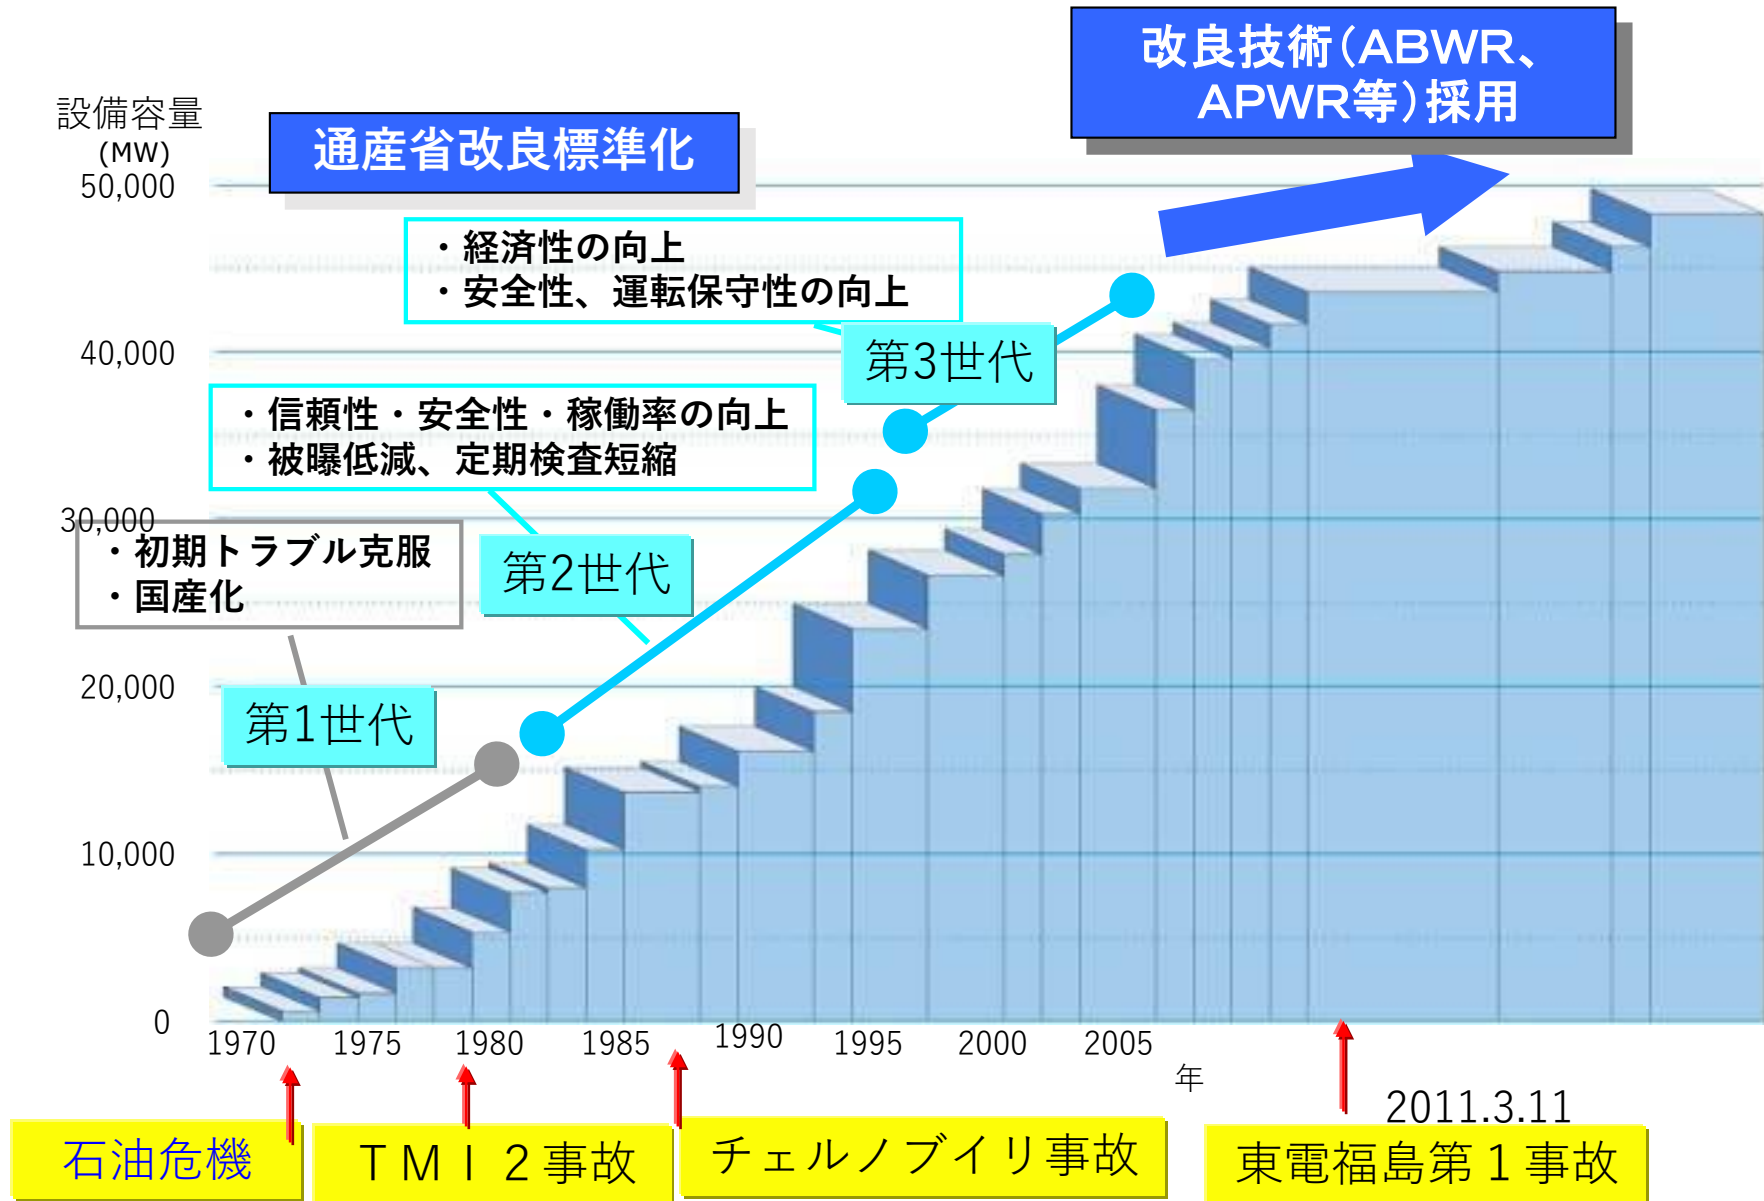 改良技術(ABWR、
APWR等)採用
設備容量
(MW)
通産省改良標準化
50,000
・経済性の向上
・安全性、運転保守性の向上
40,000
第3世代
・信頼性・安全性・稼働率の向上
・被曝低減、定期検査短縮
30,000
・初期トラブル克服
・国産化
第2世代
20,000
第1世代
10,000
0
1970 1975 1980 1985 1990 1995 2000 2005
年
2011.3.11
石油危機
ＴＭＩ２事故
チェルノブイリ事故
東電福島第１事故